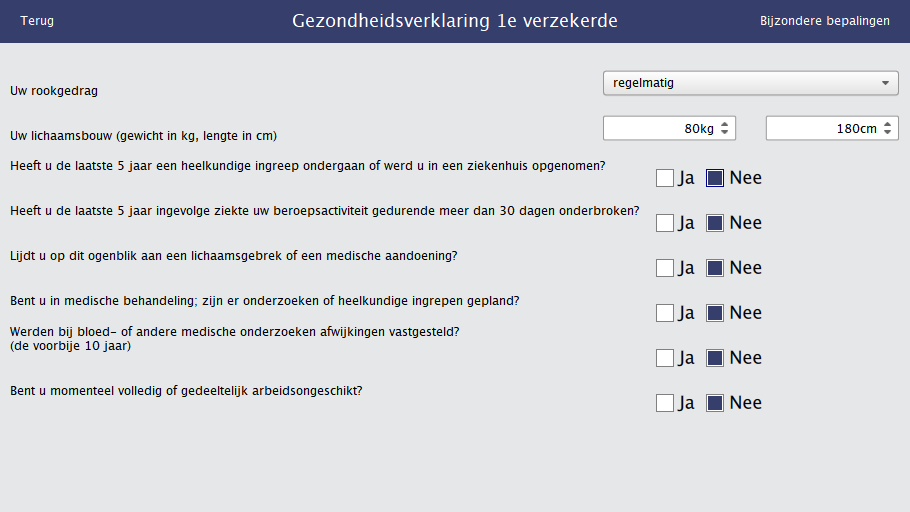 Terug Gezondheidsverklaring 1e verzekerde Bijzondere bepalingen
Uw rookgedrag regelmatig
Uw lichaamsbouw (gewicht in kg, lengte in cm) 80kg 180cm
Heeft u de laatste 5 jaar een heelkundige ingreep ondergaan of werd u in een ziekenhuis opgenomen? Ja Nee
Heeft u de laatste 5 jaar ingevolge ziekte uw beroepsactiviteit gedurende meer dan 30 dagen onderbroken? Ja Nee
Lijdt u op dit ogenblik aan een lichaamsgebrek of een medische aandoening? Ja Nee
Bent u in medische behandeling; zijn er onderzoeken of heelkundige ingrepen gepland? Ja Nee
Werden bij bloed- of andere medische onderzoeken afwijkingen vastgesteld?
(de voorbije 10 jaar) Ja Nee
Bent u momenteel volledig of gedeeltelijk arbeidsongeschikt? Ja Nee